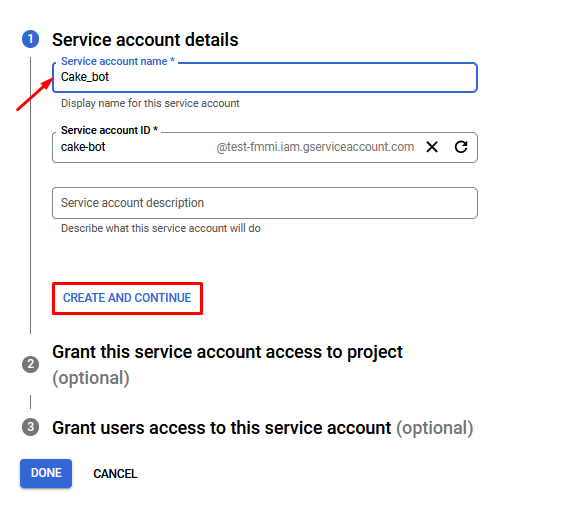 1 Service account details
Service account name *
Cake_bot
Display name for this service account
Service account ID *
cake-bot @test-fmmi.iam.gserviceaccount.com
Service account description
Describe what this service account will do
CREATE AND CONTINUE
2 Grant this service account access to project
(optional)
3 Grant users access to this service account (optional)
DONE CANCEL